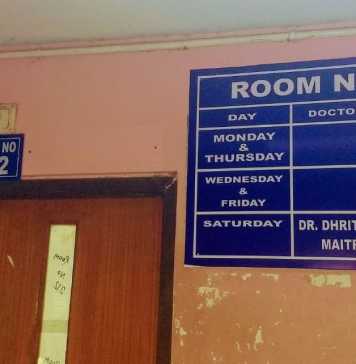 ROOM N
DAY
DOCTO
MONDAY
&
THURSDAY
WEDNESDAY
&
FRIDAY
SATURDAY
DR. DHRIT
MAIT
NO
2